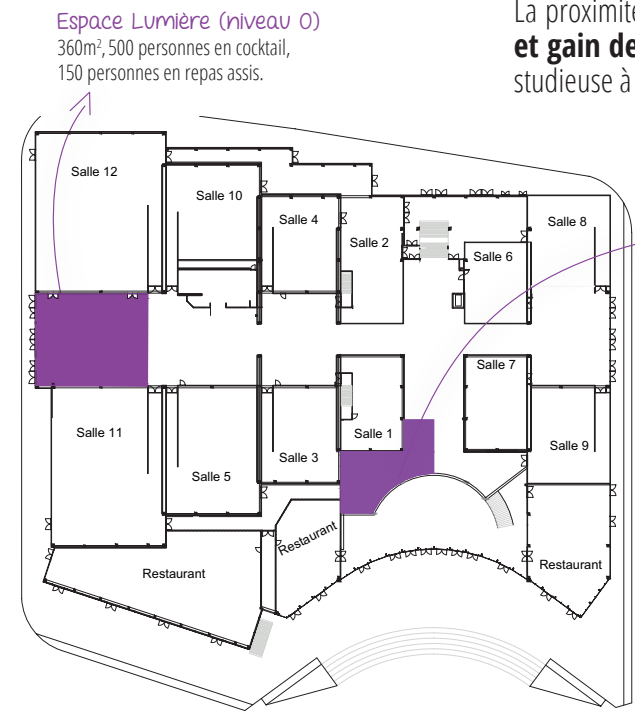 Espace Lumière (niveau 0)
360m², 500 personnes en cocktail,
150 personnes en repas assis.
La proximité
et gain de
studieuse à
Salle 12
Salle 10
Salle 4
Salle 2
Salle 6
Salle 8
Salle 11
Salle 5
Salle 3
Salle 1
Salle 7
Salle 9
Restaurant
Restaurant
Restaurant